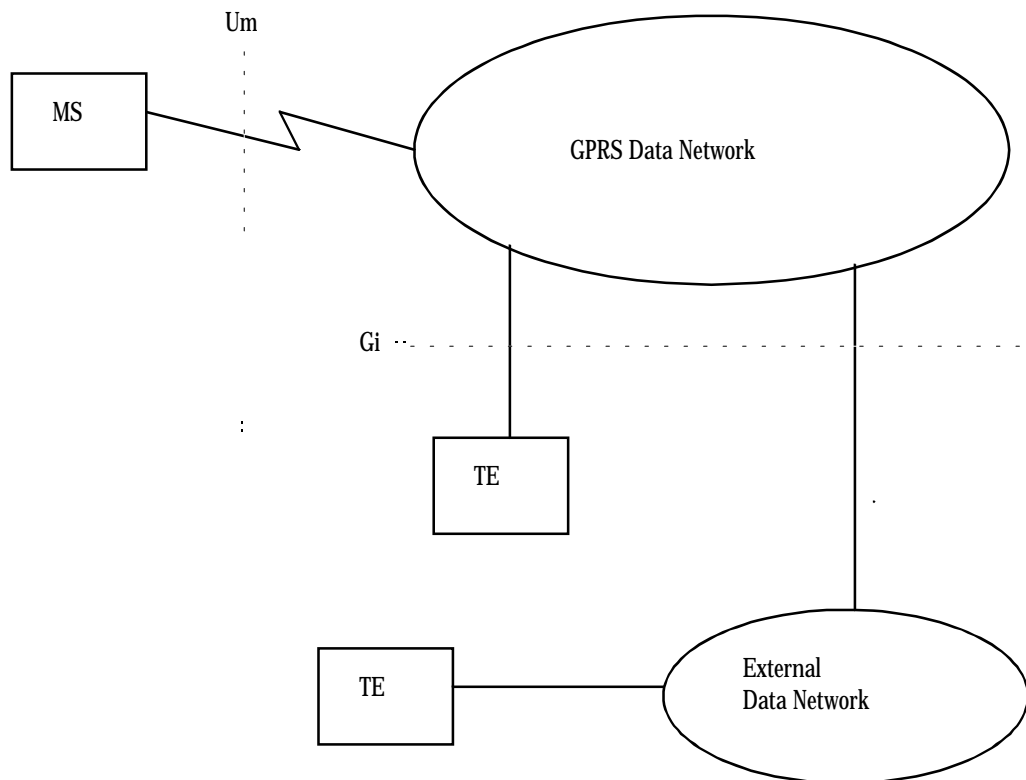 Um
MS
GPRS Data Network
Gi
TE
TE
External
Data Network